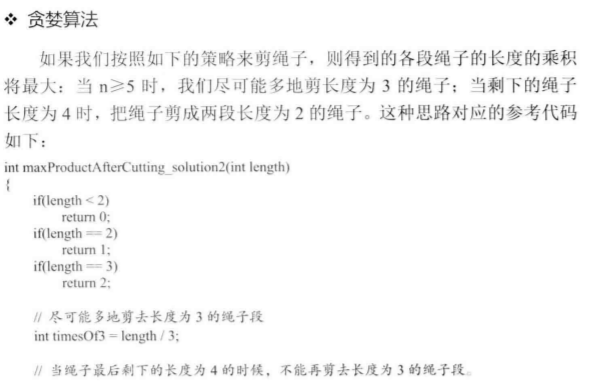 ❖ 贪婪算法
如果我们按照如下的策略来剪绳子，则得到的各段绳子的长度的乘积
将最大：当 n≥5 时，我们尽可能多地剪长度为 3 的绳子；当剩下的绳子
长度为 4 时，把绳子剪成两段长度为 2 的绳子。这种思路对应的参考代码
如下：
int maxProductAfterCutting_solution2(int length)
{
if(length < 2)
return 0;
if(length == 2)
return 1;
if(length == 3)
return 2;
// 尽可能多地剪去长度为 3 的绳子段
int timesOf3 = length / 3;
// 当绳子最后剩下的长度为 4 的时候，不能再剪去长度为 3 的绳子段。